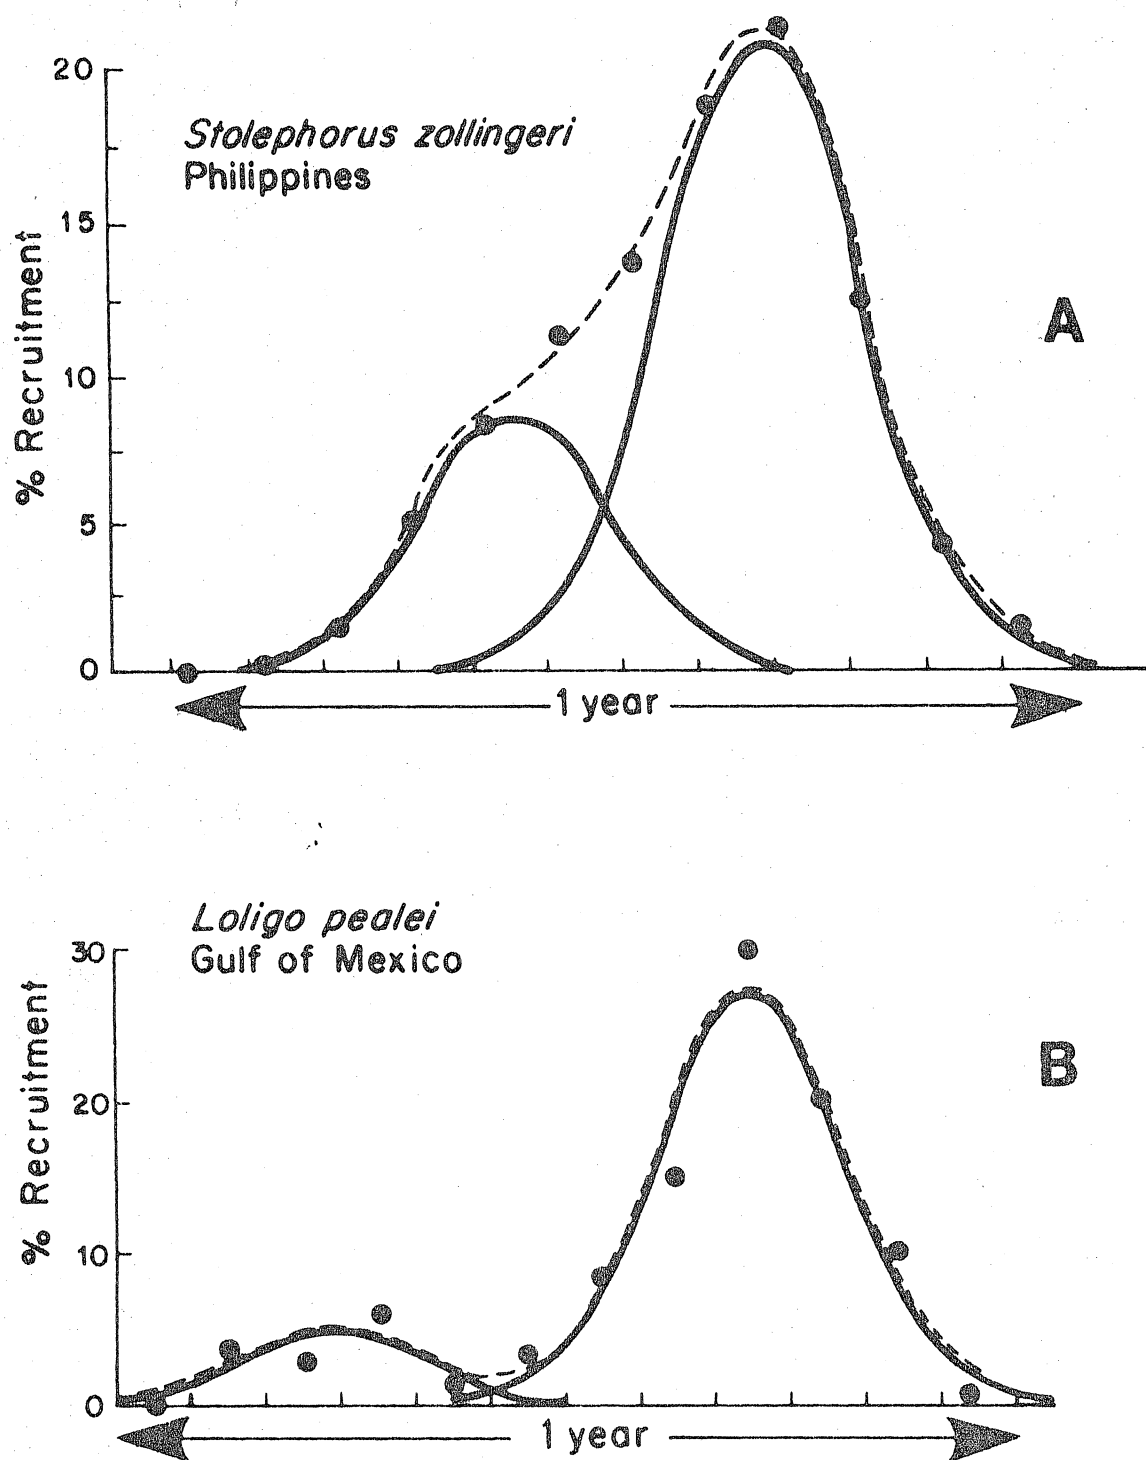 20
Stolephorus zollingeri
Philippines
15
% Recruitment
A
10
5
0
1 year
Loligo pealei
30
Gulf of Mexico
% Recruitment
B
20
10
0
1 year